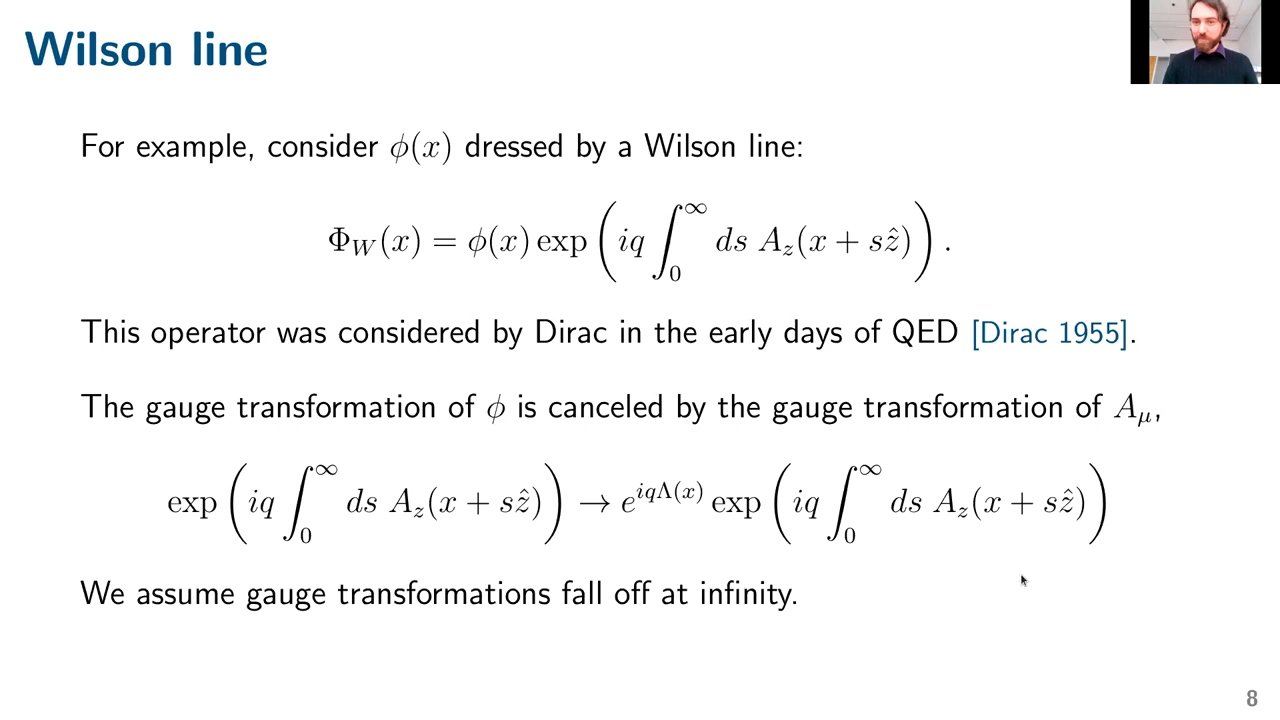 Wilson line
For example, consider ϕ(x) dressed by a Wilson line:
Φ_W(x) = ϕ(x) exp ( iq ∫_0^∞ ds A_z(x + sẑ) ) .
This operator was considered by Dirac in the early days of QED [Dirac 1955].
The gauge transformation of ϕ is canceled by the gauge transformation of A_μ,
exp ( iq ∫_0^∞ ds A_z(x + sẑ) ) → e^{iqΛ(x)} exp ( iq ∫_0^∞ ds A_z(x + sẑ) )
We assume gauge transformations fall off at infinity.
8